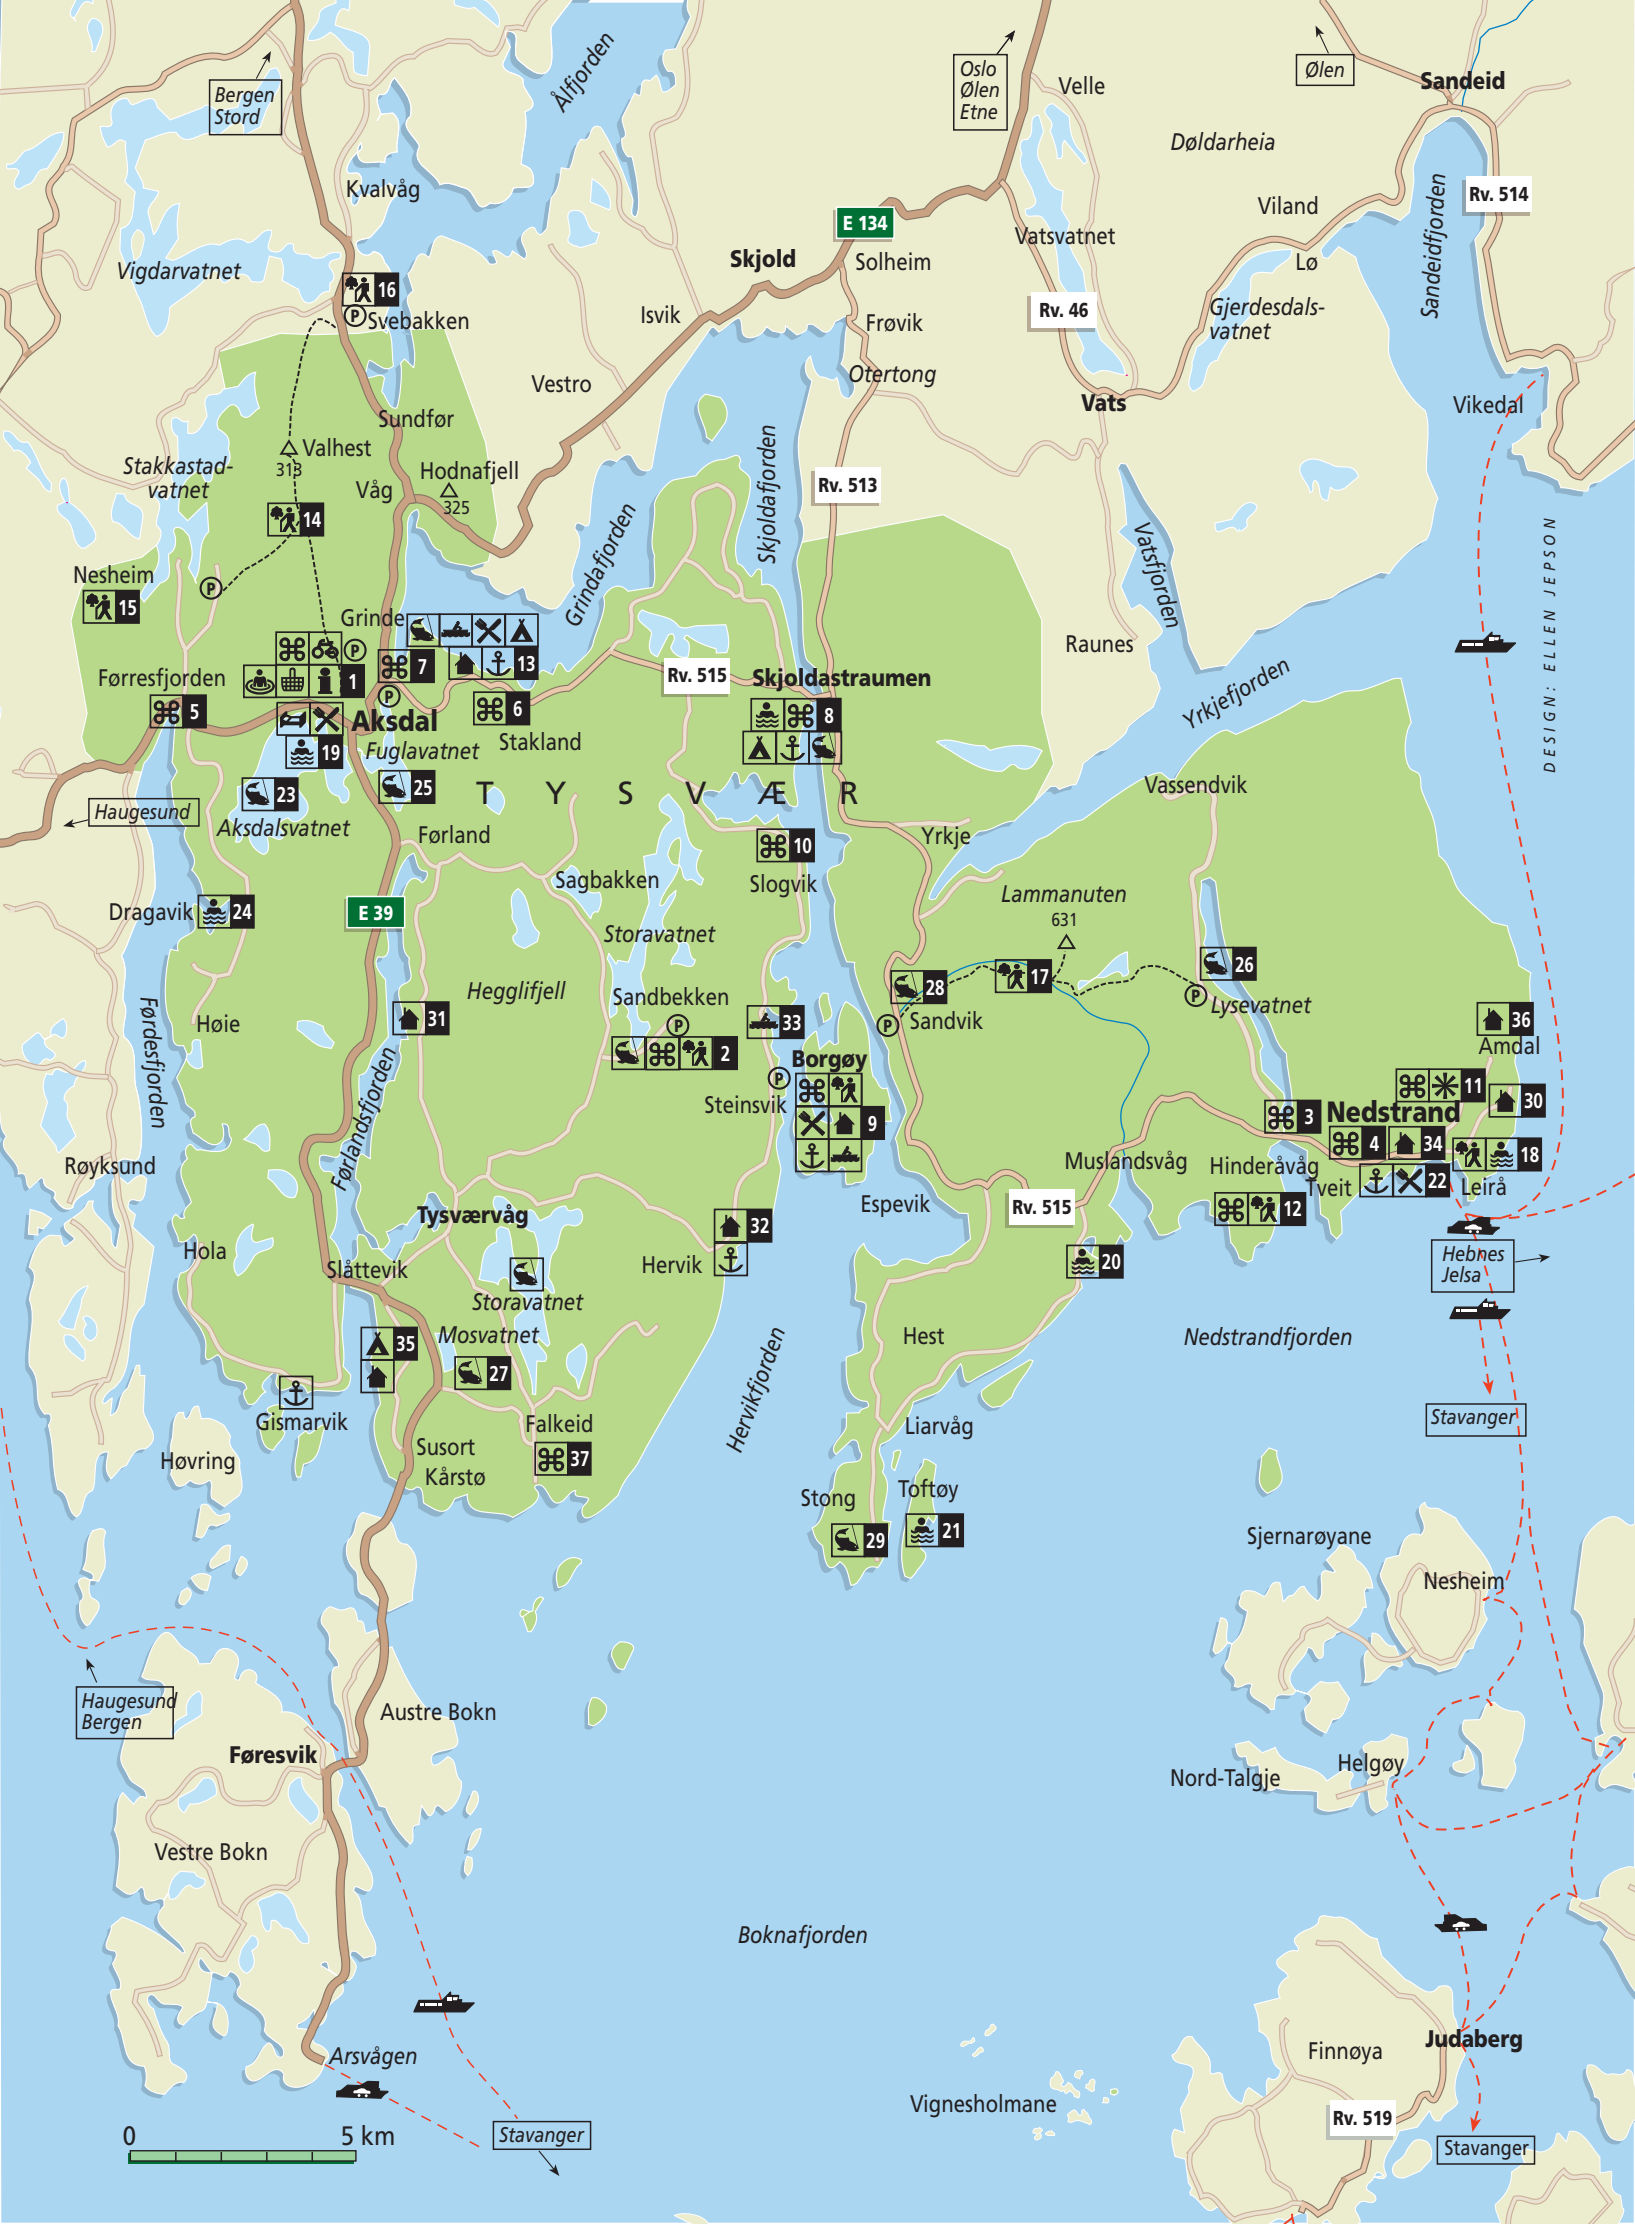 Bergen
Stord
Ålfjorden
Oslo
Ølen
Etne
Velle
Ølen
Sandeid
Døldarheia
Kvalvåg
Rv. 514
Sandeidfjorden
Viland
E 134
Vatsvatnet
Skjold
Solheim
Lø
Vigdarvatnet
16
Svebakken
Isvik
Frøvik
Rv. 46
Gjerdesdals-
vatnet
Otertong
Vestro
Vats
Vikedal
Sundfør
Valhest
313
Stakkastad-
vatnet
Hodnafjell
325
Våg
Skjoldafjorden
Rv. 513
14
Grindafjorden
Vatsfjorden
DESIGN: ELLEN JEPSON
Nesheim
15
P
Grinde
P
13
7
1
P
Raunes
Førresfjorden
5
Rv. 515
Skjoldastraumen
8
Yrkjefjorden
6
Aksdal
Stakland
19
Fuglavatnet
25
23
TYSVÆR
Vassendvik
Haugesund
Aksdalsvatnet
Førland
Yrkje
10
Slogvik
Sagbakken
Lammanuten
631
Dragavik
24
E 39
Storavatnet
26
17
28
P
Lysevatnet
Hegglifjell
Sandbekken
P
2
33
P
Sandvik
Førdesfjorden
Høie
31
36
Amdal
Førlandsfjorden
Borgøy
P
Steinsvik
9
11
30
3
Nedstrand
4
34
18
Røyksund
Muslandsvåg
Hinderåvåg
Tveit
22
Leirå
12
Espevik
Rv. 515
Tysværvåg
32
Hola
Slåttevik
Hervik
20
Hebnes
Jelsa
Storavatnet
Mosvatnet
35
27
Hervikfjorden
Hest
Nedstrandfjorden
Gismarvik
Falkeid
37
Liarvåg
Stavanger
Høvring
Susort
Kårstø
Stong
29
Toftøy
21
Sjernarøyane
Nesheim
Haugesund
Bergen
Austre Bokn
Føresvik
Helgøy
Nord-Talgje
Vestre Bokn
Boknafjorden
Arsvågen
Finnøya
Judaberg
Vignesholmane
Rv. 519
0
5 km
Stavanger
Stavanger
P